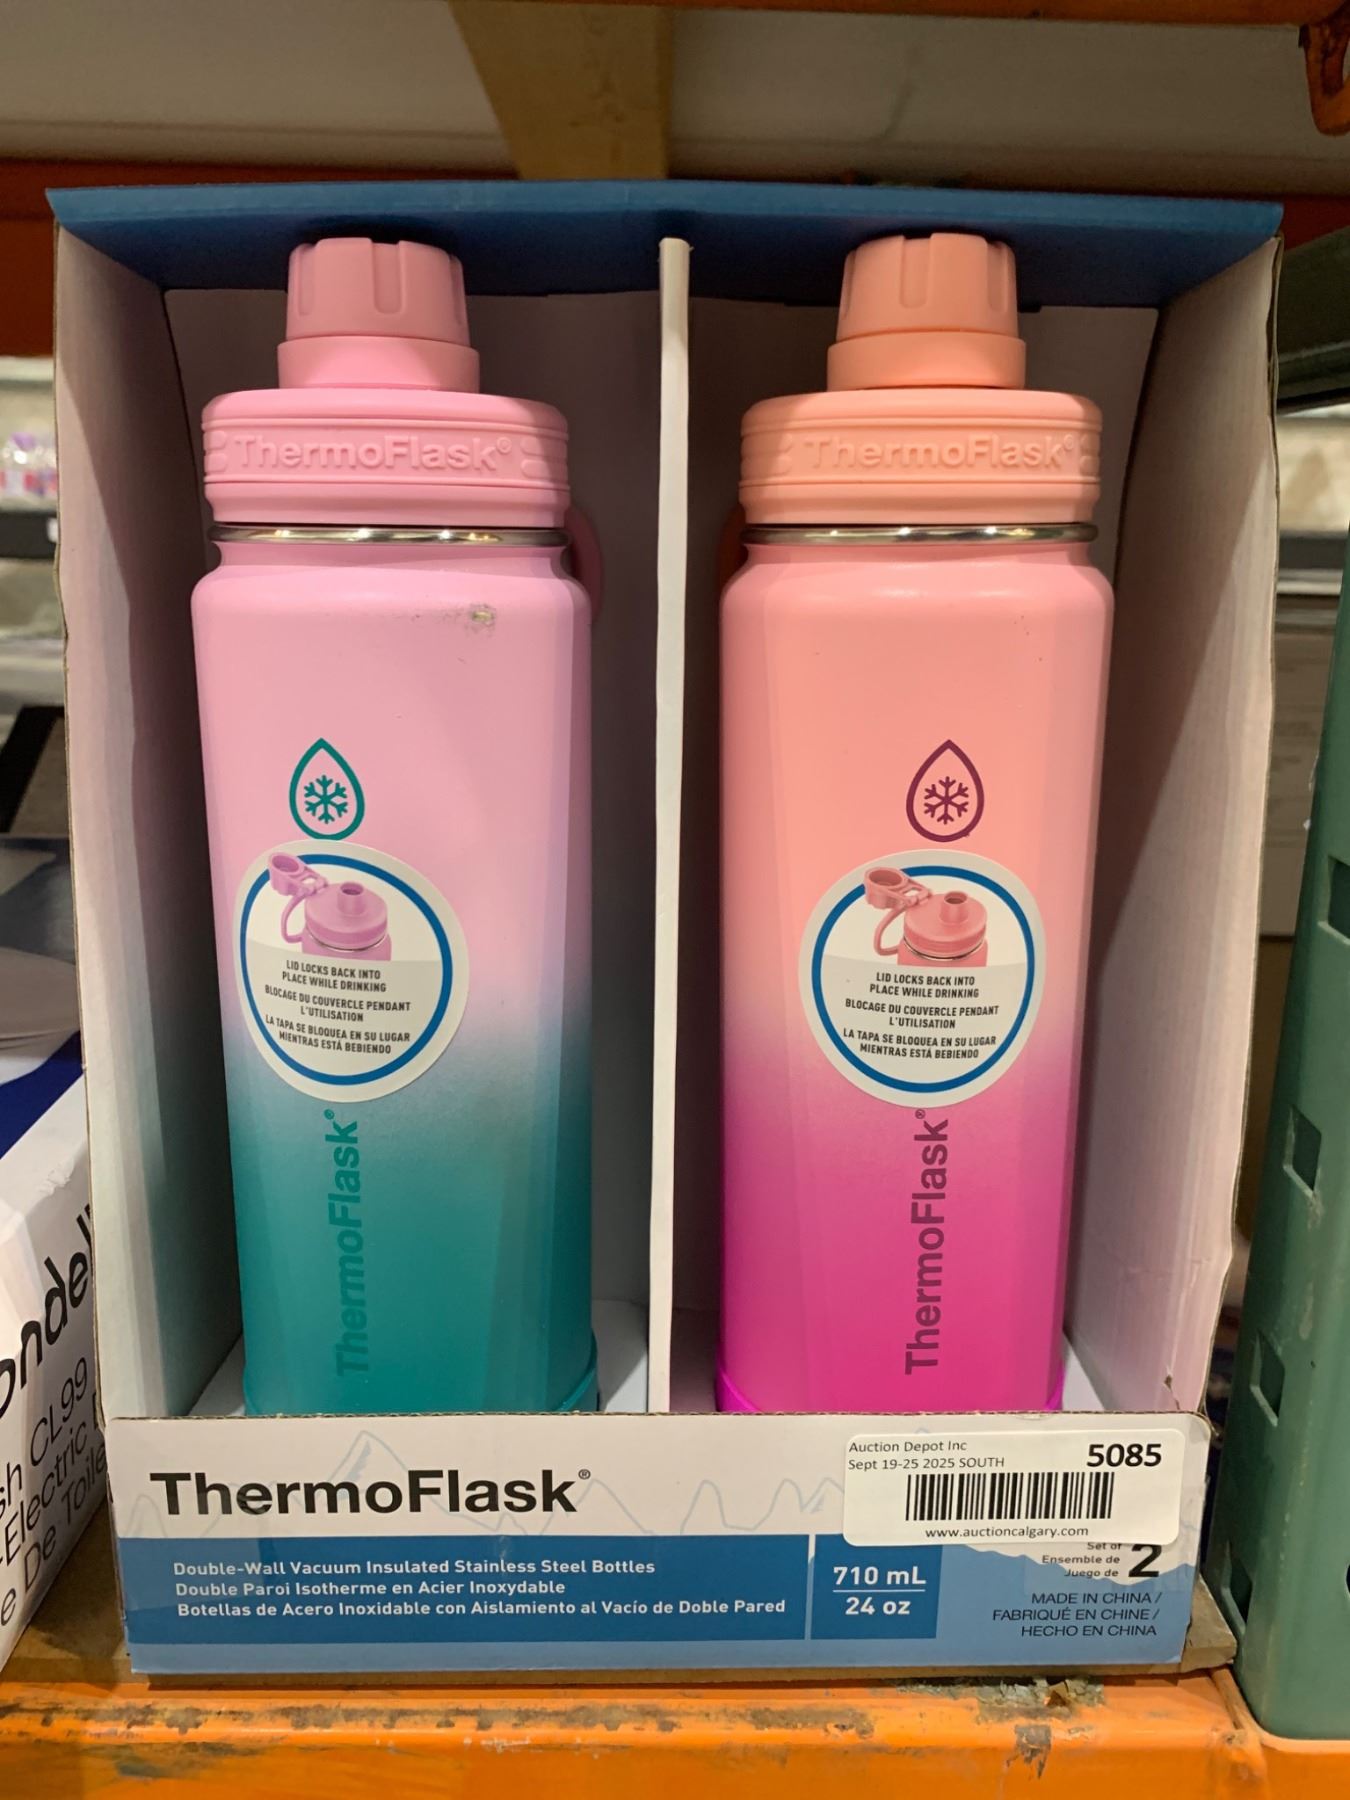 ThermoFlask®
ThermoFlask®
LID LOCKS BACK INTO
PLACE WHILE DRINKING
BLOCAGE DU COUVERCLE PENDANT
L'UTILISATION
LA TAPA SE BLOQUEA EN SU LUGAR
MIENTRAS ESTÁ BEBIENDO
LID LOCKS BACK INTO
PLACE WHILE DRINKING
BLOCAGE DU COUVERCLE PENDANT
L'UTILISATION
LA TAPA SE BLOQUEA EN SU LUGAR
MIENTRAS ESTÁ BEBIENDO
ThermoFlask®
ThermoFlask®
CL99
Electric
De
Auction Depot Inc
5085
Sept 19-25 2025 SOUTH
www.auctioncalgary.com
ThermoFlask®
Double-Wall Vacuum Insulated Stainless Steel Bottles
Double Paroi Isotherme en Acier Inoxydable
Botellas de Acero Inoxidable con Aislamiento al Vacío de Doble Pared
710 mL
24 oz
Set of
Ensemble de
Juego de
2
MADE IN CHINA /
FABRIQUÉ EN CHINE /
HECHO EN CHINA